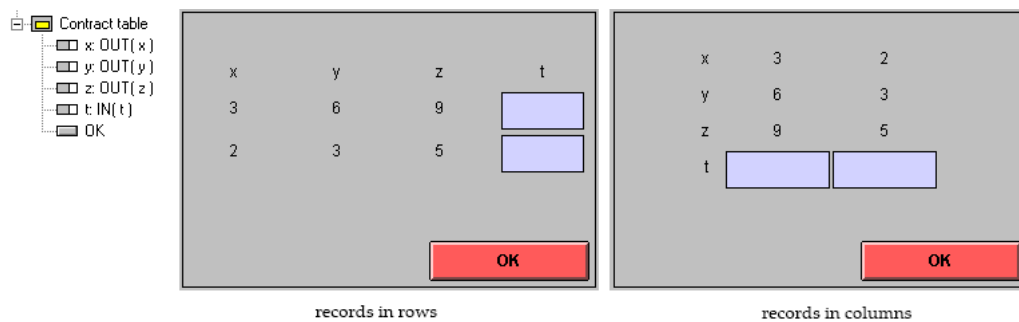 Contract table
x: OUT( x )
y: OUT( y )
z: OUT( z )
t: IN( t )
OK
x y z t
3 6 9
2 3 5
OK
records in rows
x 3 2
y 6 3
z 9 5
t
OK
records in columns